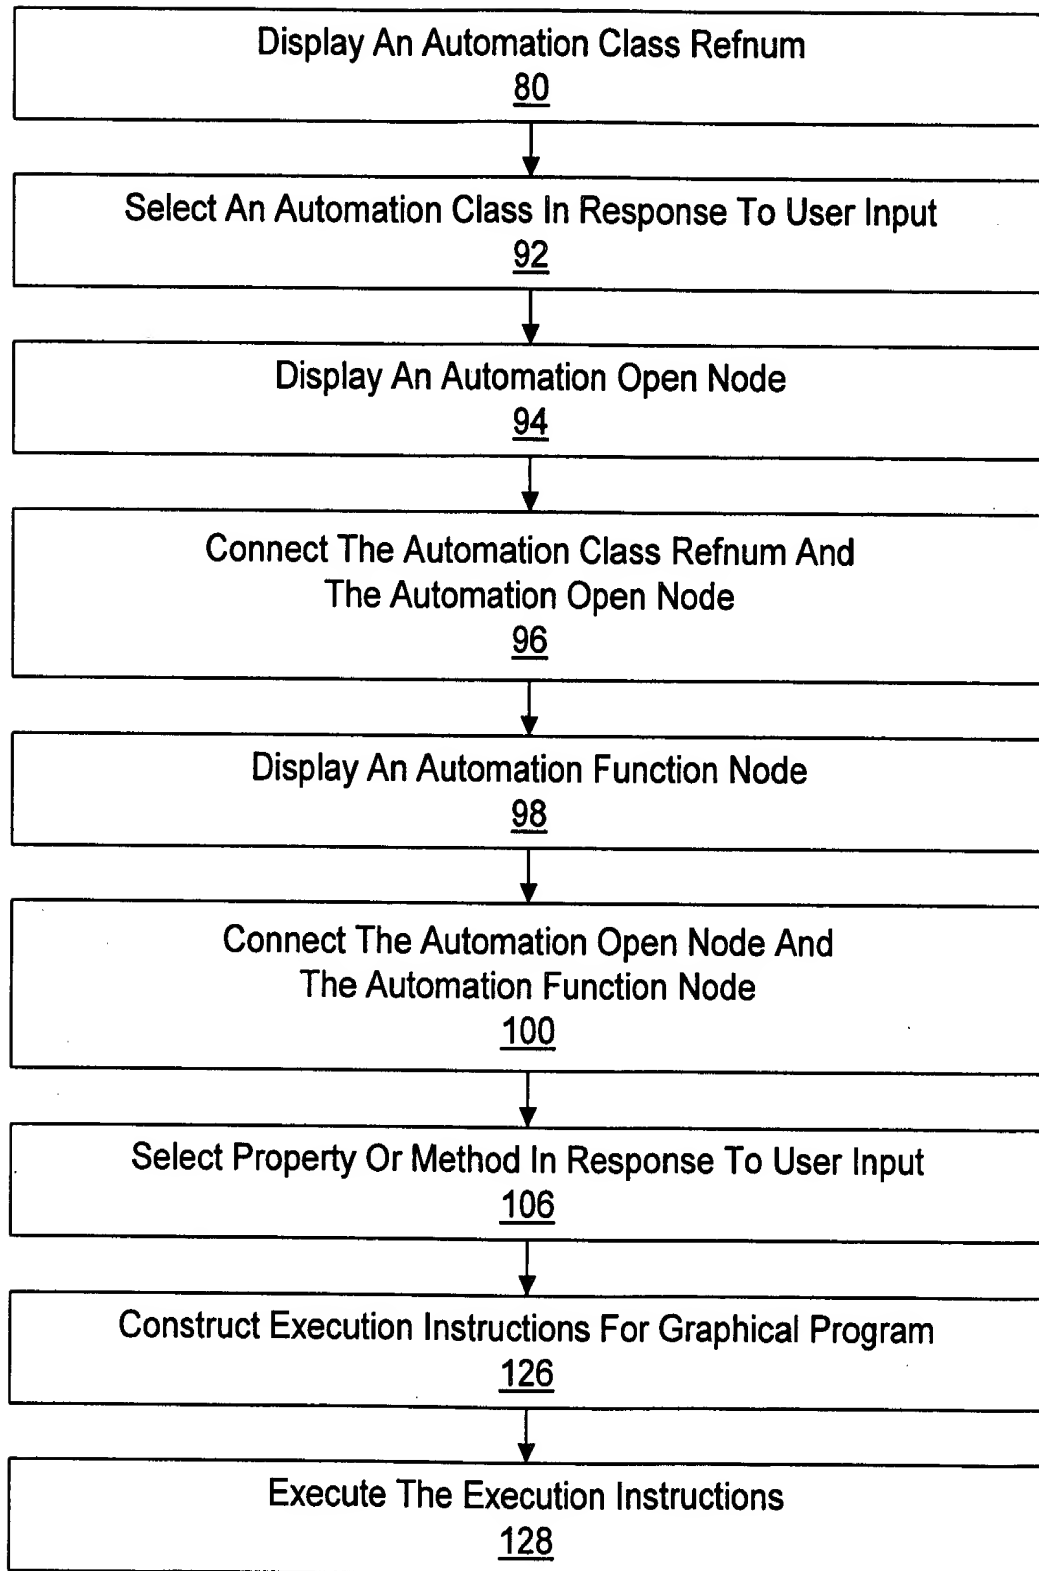 Display An Automation Class Refnum
80
Select An Automation Class In Response To User Input
92
Display An Automation Open Node
94
Connect The Automation Class Refnum And
The Automation Open Node
96
Display An Automation Function Node
98
Connect The Automation Open Node And
The Automation Function Node
100
Select Property Or Method In Response To User Input
106
Construct Execution Instructions For Graphical Program
126
Execute The Execution Instructions
128